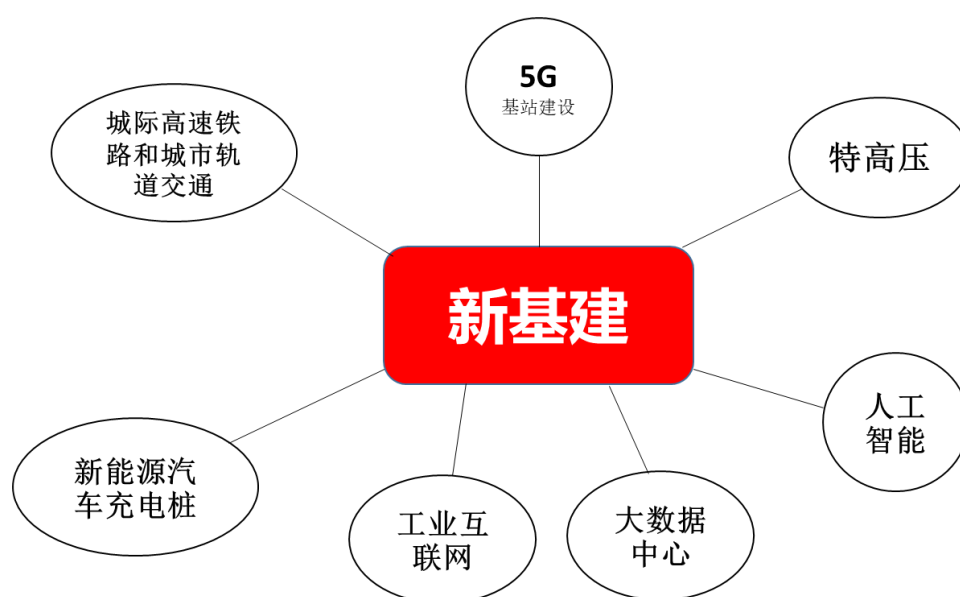 5G
基站建设
城际高速铁
路和城市轨
道交通
特高压
新基建
人工
智能
新能源汽
车充电桩
工业互
联网
大数据
中心